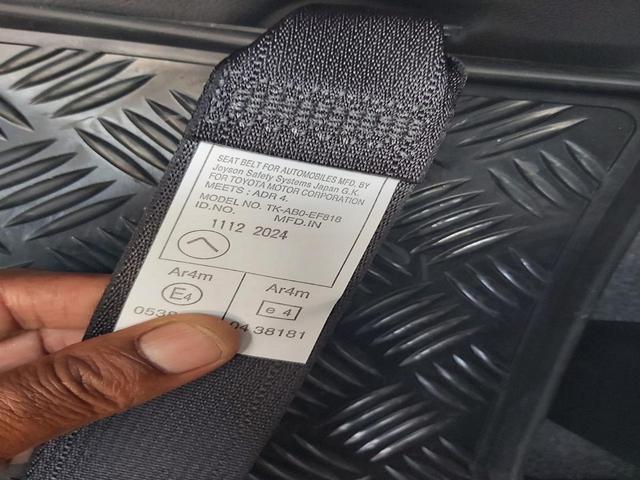 SEAT BELT FOR AUTOMOBILES MFD. BY
Joyson Safety Systems Japan G.K.
FOR TOYOTA MOTOR CORPORATION
MEETS : ADR 4.
MODEL NO. TK-AB0-EF818
ID.NO. MFD.IN
1112 2024
Ar4m Ar4m
E4 e 4
053 04 38181